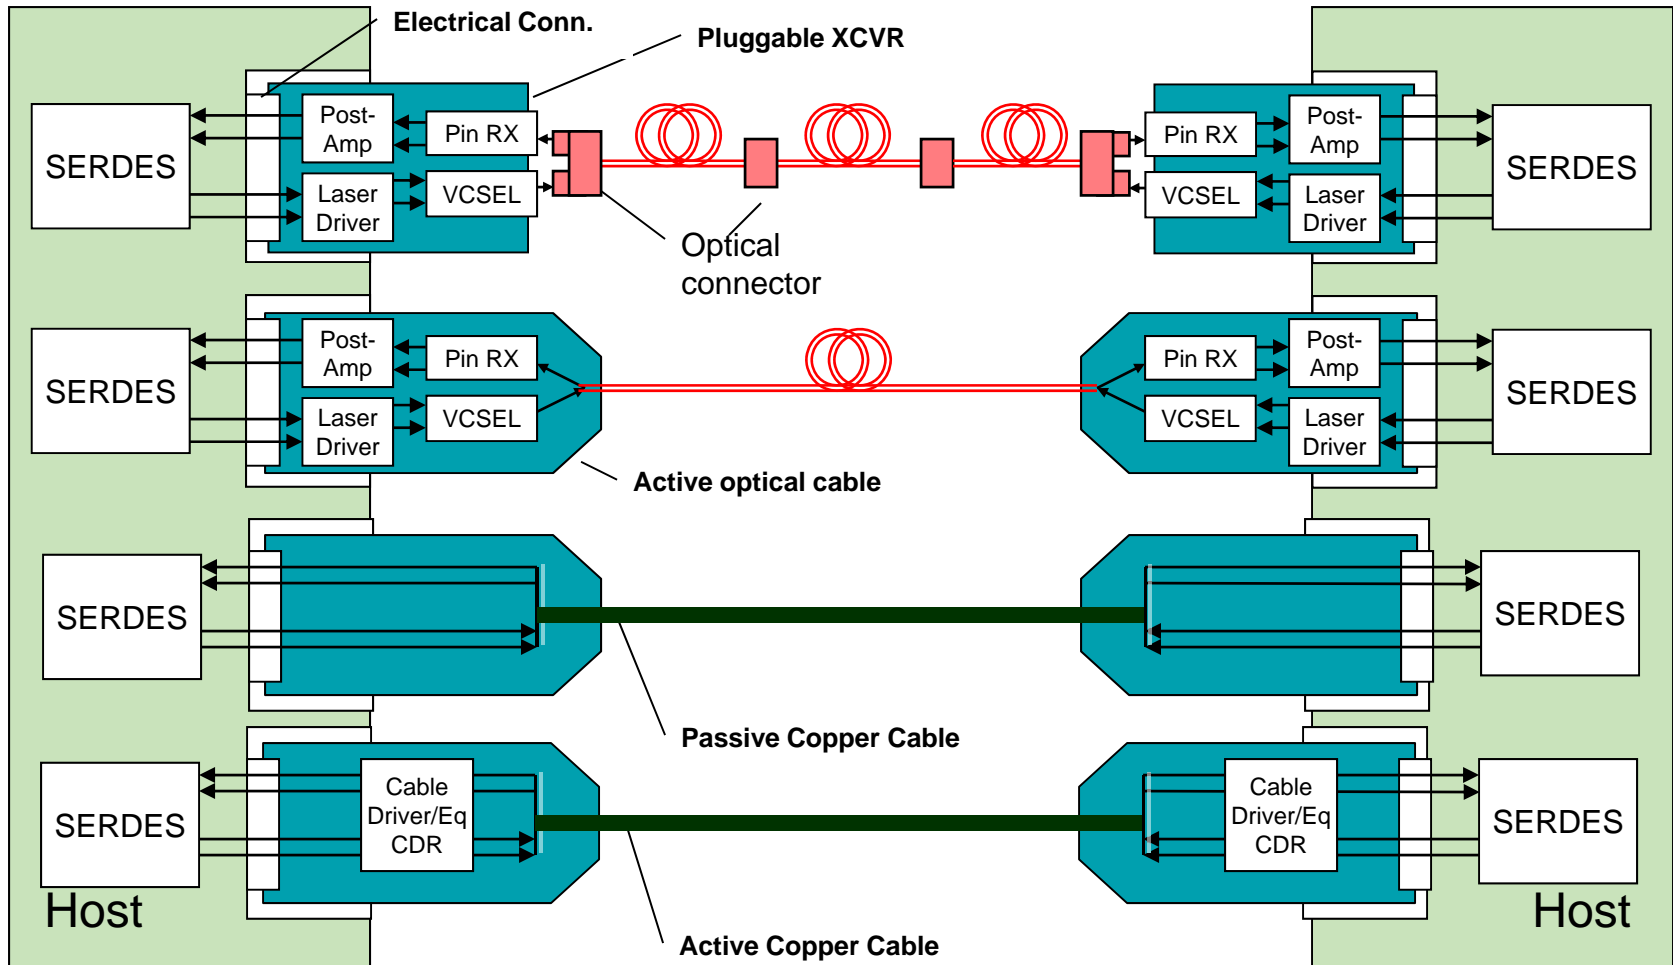 Electrical Conn.
Pluggable XCVR
SERDES
Post-
Amp
Pin RX
Laser
Driver
VCSEL
Optical
connector
Pin RX
Post-
Amp
VCSEL
Laser
Driver
SERDES
SERDES
Post-
Amp
Pin RX
Laser
Driver
VCSEL
Active optical cable
Pin RX
Post-
Amp
VCSEL
Laser
Driver
SERDES
SERDES
Passive Copper Cable
SERDES
SERDES
Cable
Driver/Eq
CDR
Active Copper Cable
Cable
Driver/Eq
CDR
SERDES
Host
Host